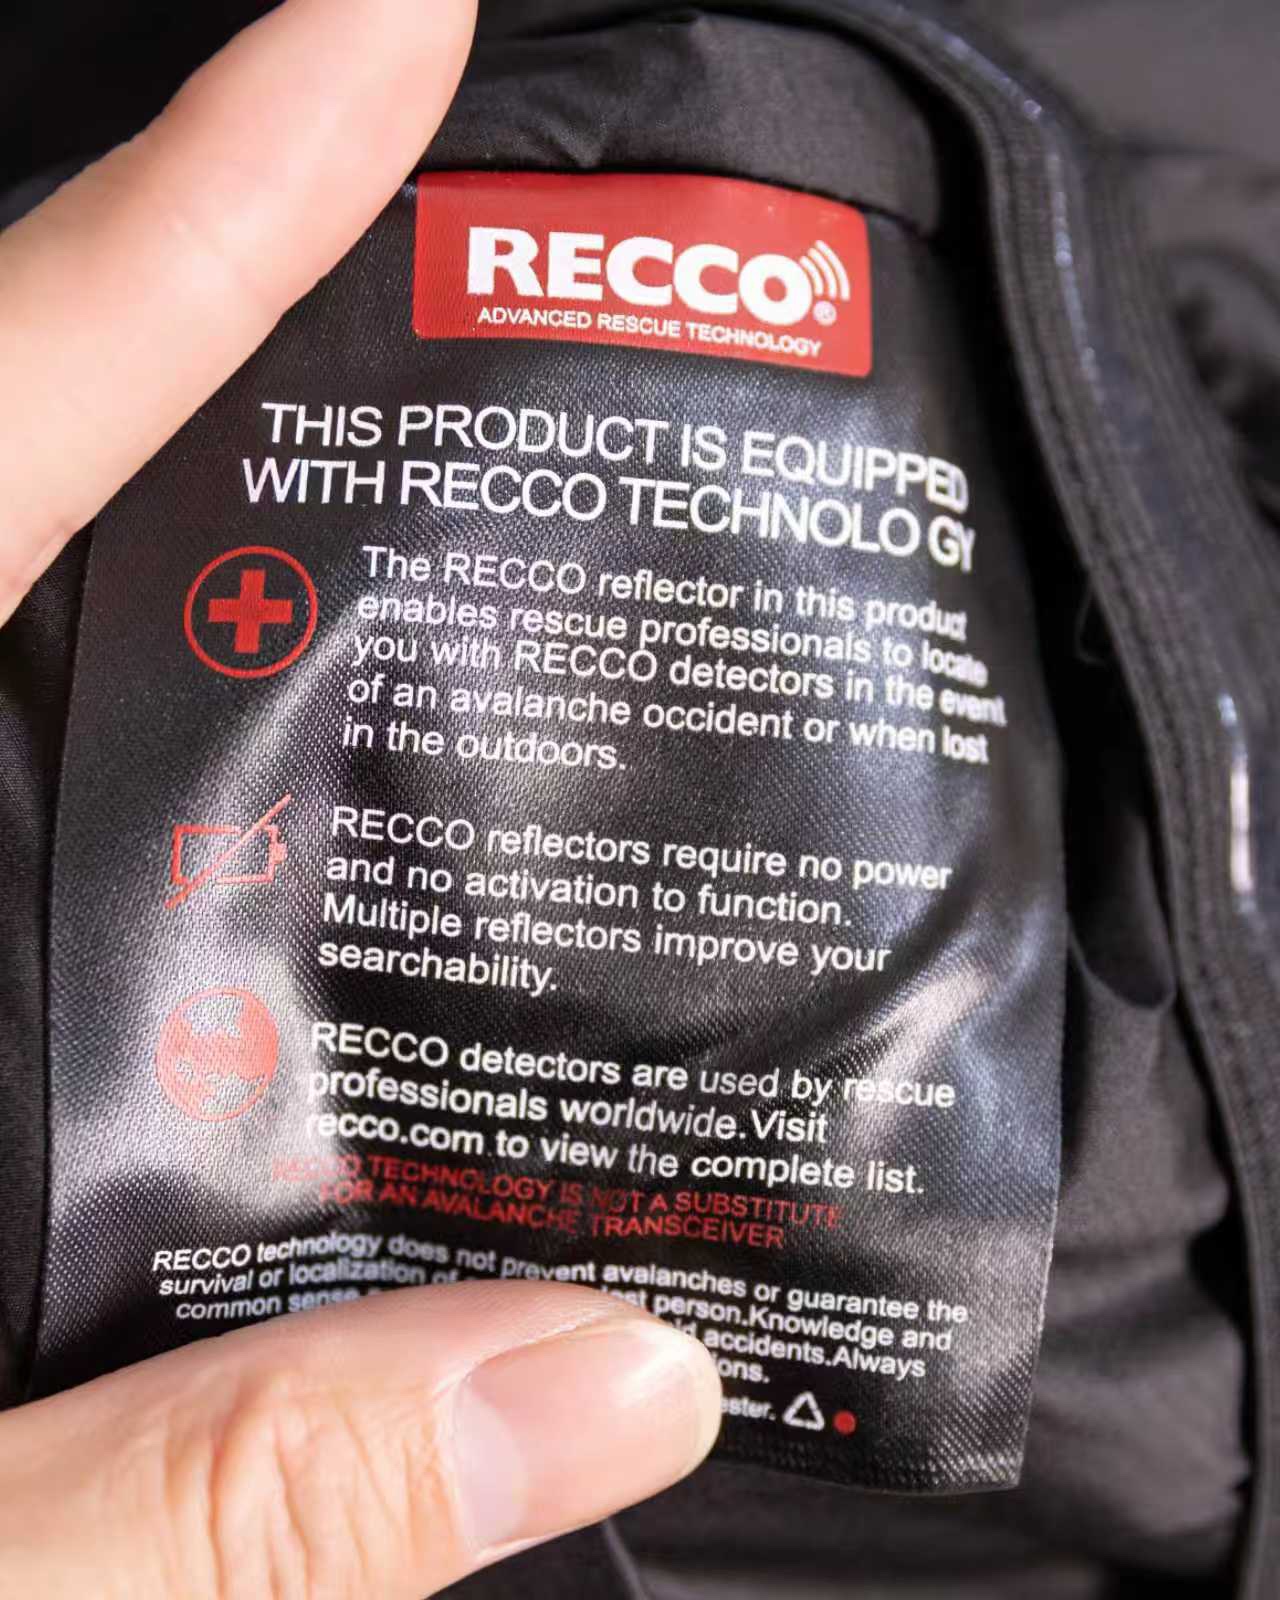 RECCO®
ADVANCED RESCUE TECHNOLOGY
THIS PRODUCT IS EQUIPPED
WITH RECCO TECHNOLO GY
The RECCO reflector in this product
enables rescue professionals to locate
you with RECCO detectors in the event
of an avalanche occident or when lost
in the outdoors.
RECCO reflectors require no power
and no activation to function.
Multiple reflectors improve your
searchability.
RECCO detectors are used by rescue
professionals worldwide.Visit
recco.com to view the complete list.
RECCO TECHNOLOGY IS NOT A SUBSTITUTE
FOR AN AVALANCHE TRANSCEIVER
RECCO technology does not prevent avalanches or guarantee the
survival or localization of person.Knowledge and
common sense accidents.Always